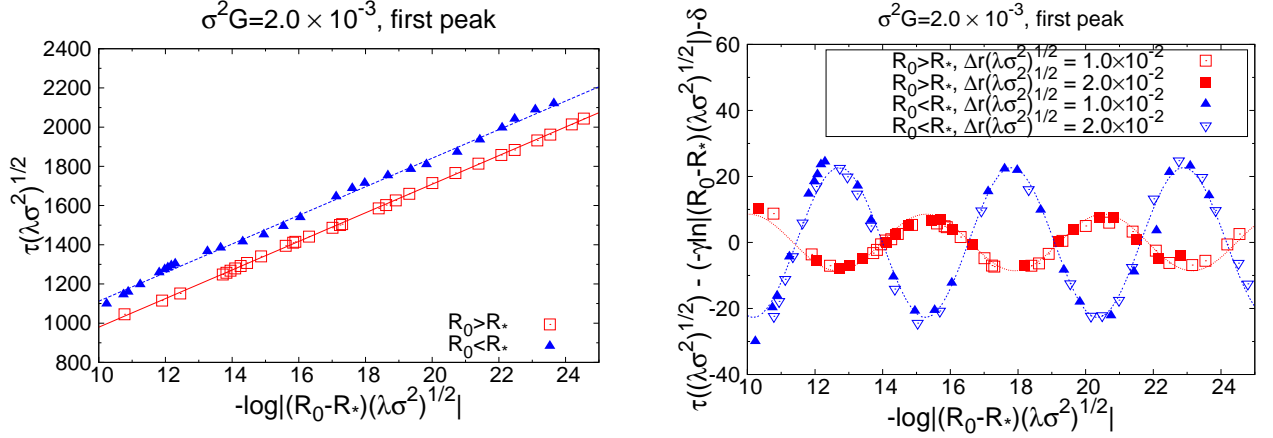 σ²G=2.0 × 10⁻³, first peak
τ(λσ²)¹/²
2400
2200
2000
1800
1600
1400
1200
1000
800
R₀>R*
R₀<R*
10 12 14 16 18 20 22 24
-log|(R₀-R*)(λσ²)¹/²|
σ²G=2.0 × 10⁻³, first peak
τ((λσ²)¹/²) - (-γln|(R₀-R*)(λσ²)¹/²|)-δ
60
40
20
0
-20
-40
R₀>R*, Δr(λσ²)¹/² = 1.0×10⁻²
R₀>R*, Δr(λσ²)¹/² = 2.0×10⁻²
R₀<R*, Δr(λσ²)¹/² = 1.0×10⁻²
R₀<R*, Δr(λσ²)¹/² = 2.0×10⁻²
10 12 14 16 18 20 22 24
-log|(R₀-R*)(λσ²)¹/²|